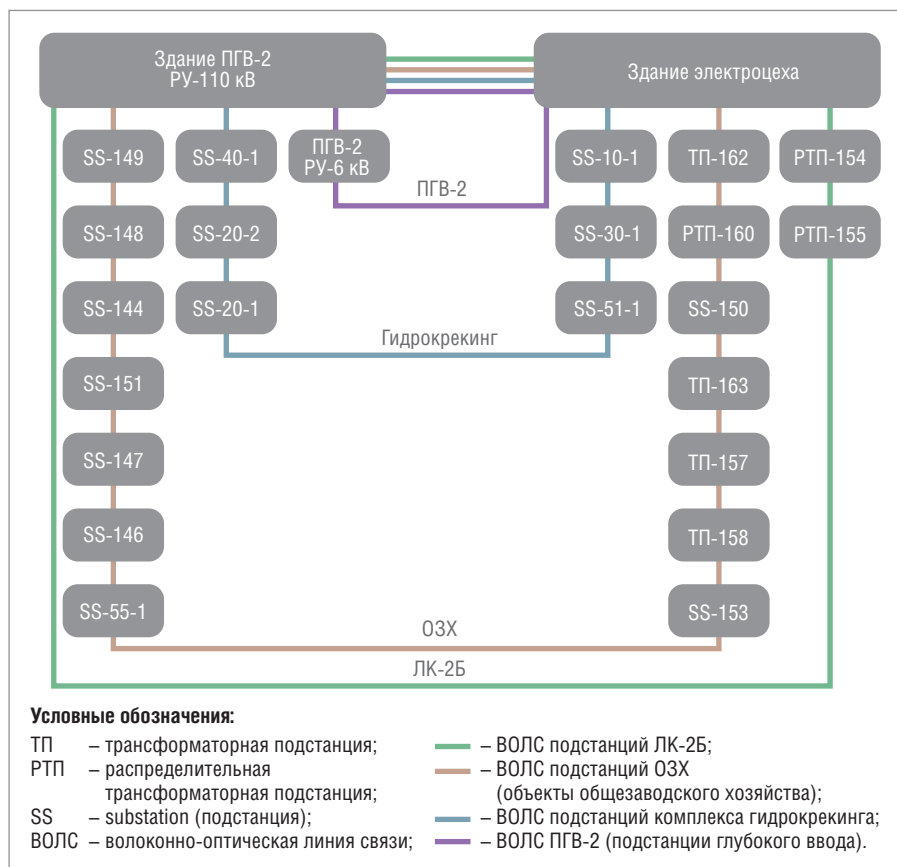 Здание ПГВ-2
РУ-110 кВ
Здание электроцеха
SS-149
SS-40-1
ПГВ-2
РУ-6 кВ
SS-10-1
ТП-162
РТП-154
ПГВ-2
SS-148
SS-20-2
SS-30-1
РТП-160
РТП-155
SS-144
SS-20-1
SS-51-1
SS-150
Гидрокрекинг
SS-151
ТП-163
SS-147
ТП-157
SS-146
ТП-158
SS-55-1
SS-153
ОЗХ
ЛК-2Б
Условные обозначения:
ТП – трансформаторная подстанция;
РТП – распределительная
трансформаторная подстанция;
SS – substation (подстанция);
ВОЛС – волоконно-оптическая линия связи;
– ВОЛС подстанций ЛК-2Б;
– ВОЛС подстанций ОЗХ
(объекты общезаводского хозяйства);
– ВОЛС подстанций комплекса гидрокрекинга;
– ВОЛС ПГВ-2 (подстанции глубокого ввода).